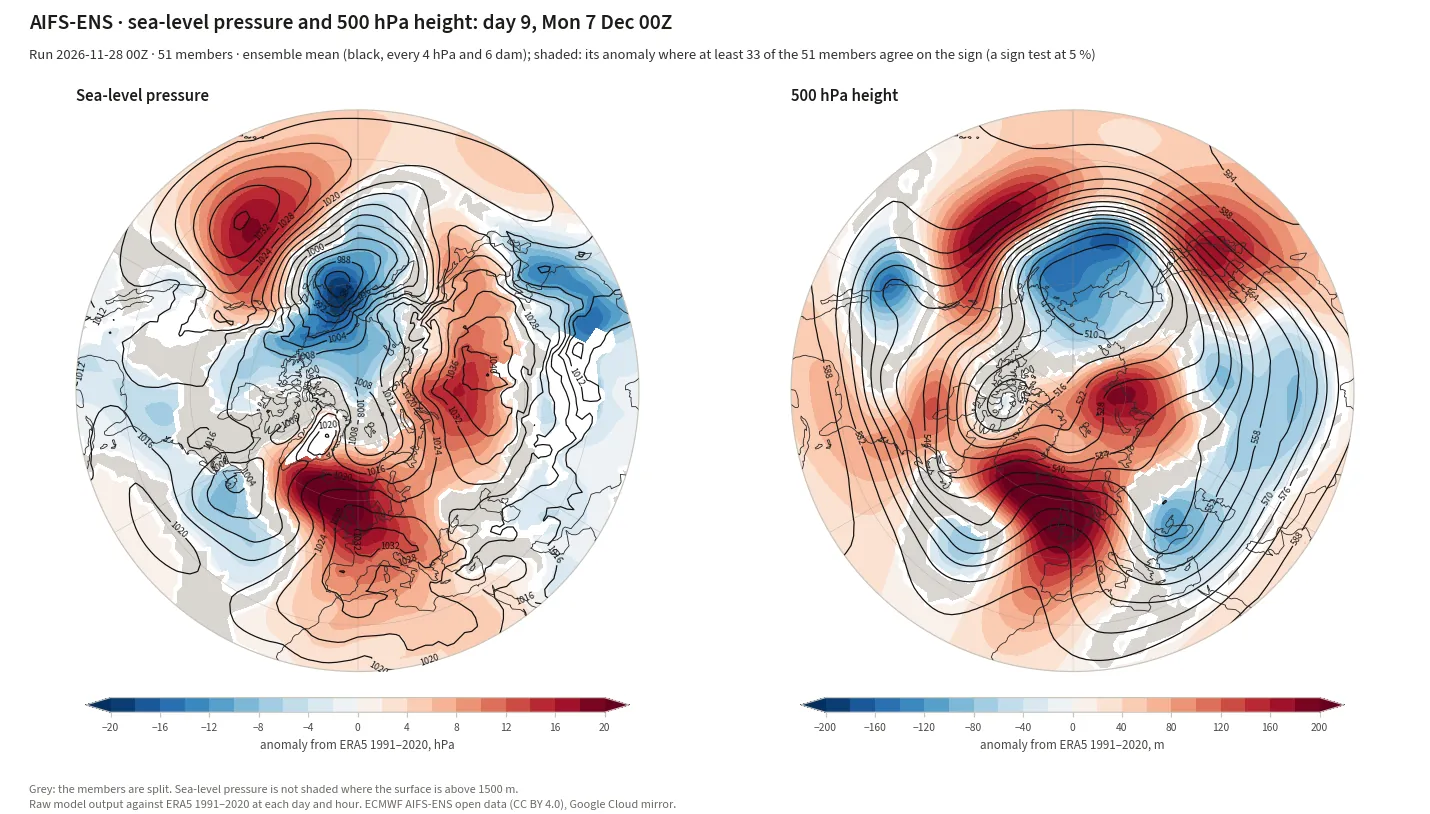 AIFS-ENS · sea-level pressure and 500 hPa height: day 9, Mon 7 Dec 00Z
Run 2026-11-28 00Z · 51 members · ensemble mean (black, every 4 hPa and 6 dam); shaded: its anomaly where at least 33 of the 51 members agree on the sign (a sign test at 5 %)
Sea-level pressure
500 hPa height
−20 −16 −12 −8 −4 0 4 8 12 16 20
anomaly from ERA5 1991–2020, hPa
−200 −160 −120 −80 −40 0 40 80 120 160 200
anomaly from ERA5 1991–2020, m
Grey: the members are split. Sea-level pressure is not shaded where the surface is above 1500 m.
Raw model output against ERA5 1991–2020 at each day and hour. ECMWF AIFS-ENS open data (CC BY 4.0), Google Cloud mirror.